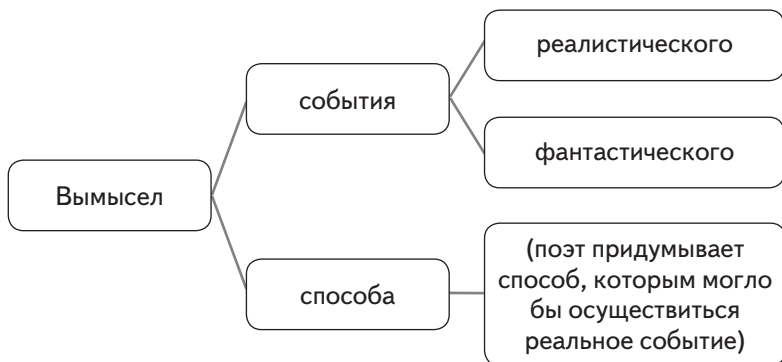 Вымысел
события
реалистического
фантастического
способа
(поэт придумывает
способ, которым могло
бы осуществиться
реальное событие)